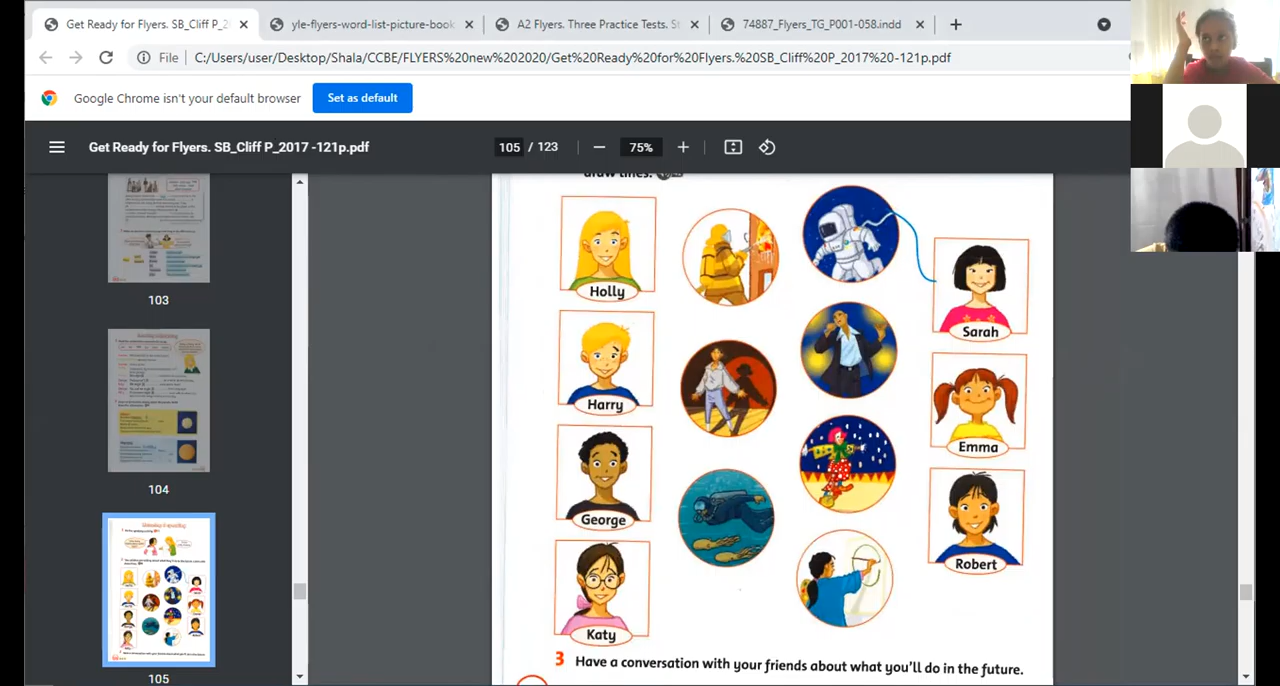 Get Ready for Flyers. SB_Cliff P_2
yle-flyers-word-list-picture-book
A2 Flyers. Three Practice Tests. S
74887_Flyers_TG_P001-058.indd
File
C:/Users/user/Desktop/Shala/CCBE/FLYERS%20new%202020/Get%20Ready%20for%20Flyers.%20SB_Cliff%20P_2017%20-121p.pdf
Google Chrome isn't your default browser
Set as default
Get Ready for Flyers. SB_Cliff P_2017 -121p.pdf
105 / 123
75%
103
104
105
draw lines.
Holly
Harry
George
Katy
Sarah
Emma
Robert
3 Have a conversation with your friends about what you'll do in the future.